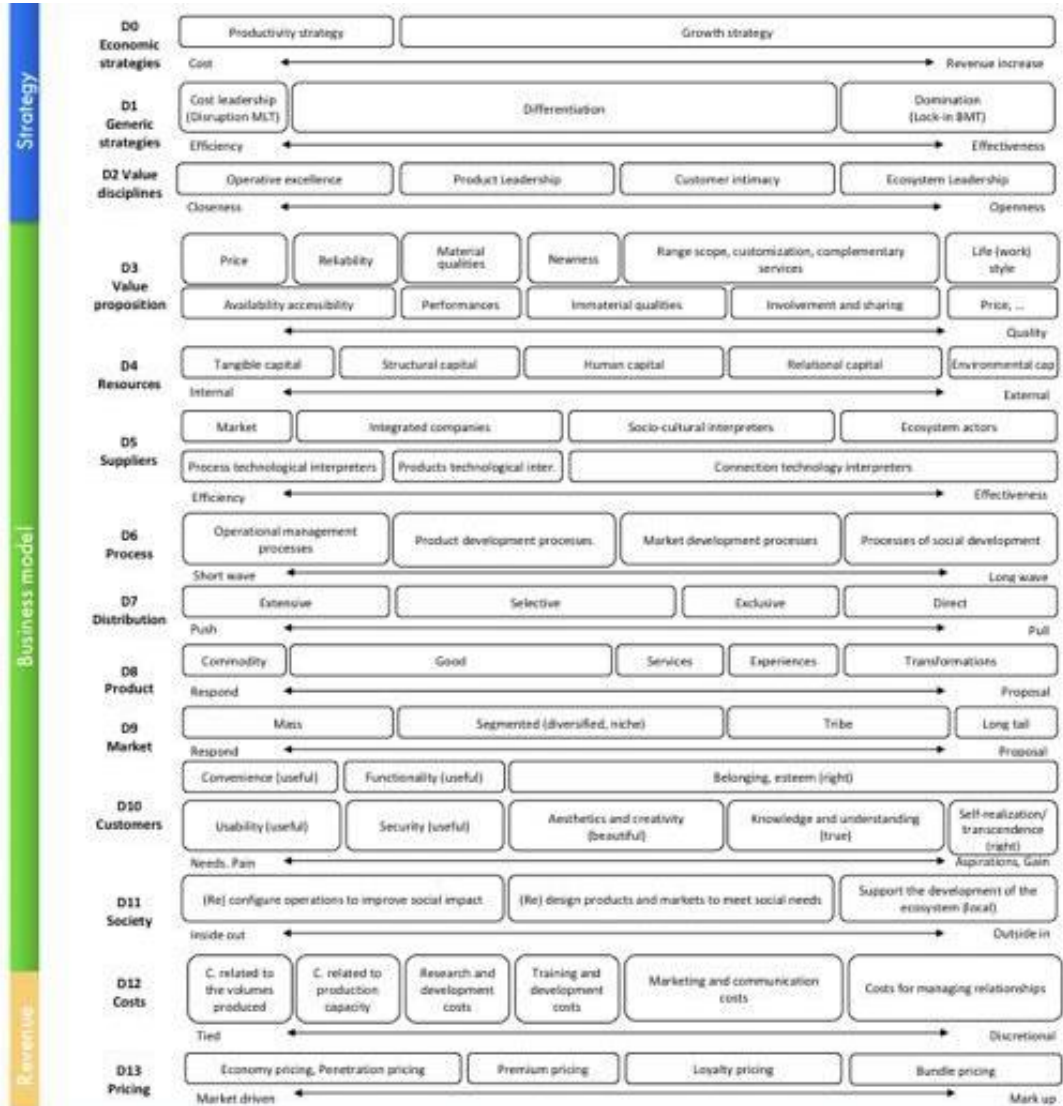 Strategy
Business model
Revenue
D0
Economic
strategies
Productivity strategy
Growth strategy
Cost
Revenue increase
D1
Generic
strategies
Cost leadership
(Disruption MLT)
Differentiation
Domination
(Lock-in BMT)
Efficiency
Effectiveness
D2 Value
disciplines
Operative excellence
Product Leadership
Customer intimacy
Ecosystem Leadership
Closeness
Openness
D3
Value
proposition
Price
Reliability
Material
qualities
Newness
Range scope, customization, complementary
services
Life (work)
style
Availability accessibility
Performances
Immaterial qualities
Involvement and sharing
Price, ...
Quality
D4
Resources
Tangible capital
Structural capital
Human capital
Relational capital
Environmental cap
Internal
External
D5
Suppliers
Market
Integrated companies
Socio-cultural interpreters
Ecosystem actors
Process technological interpreters
Products technological inter.
Connection technology interpreters
Efficiency
Effectiveness
D6
Process
Operational management
processes
Product development processes
Market development processes
Processes of social development
Short wave
Long wave
D7
Distribution
Extensive
Selective
Exclusive
Direct
Push
Pull
D8
Product
Commodity
Good
Services
Experiences
Transformations
Respond
Proposal
D9
Market
Mass
Segmented (diversified, niche)
Tribe
Long tail
Respond
Proposal
D10
Customers
Convenience (useful)
Functionality (useful)
Belonging, esteem (right)
Usability (useful)
Security (useful)
Aesthetics and creativity
(beautiful)
Knowledge and understanding
(true)
Self-realization/
transcendence
(right)
Needs. Pain
Aspirations, Gain
D11
Society
(Re) configure operations to improve social impact
(Re) design products and markets to meet social needs
Support the development of the
ecosystem (local)
Inside out
Outside in
D12
Costs
C. related to
the volumes
produced
C. related to
production
capacity
Research and
development
costs
Training and
development
costs
Marketing and communication
costs
Costs for managing relationships
Tied
Discretional
D13
Pricing
Economy pricing, Penetration pricing
Premium pricing
Loyalty pricing
Bundle pricing
Market driven
Mark up